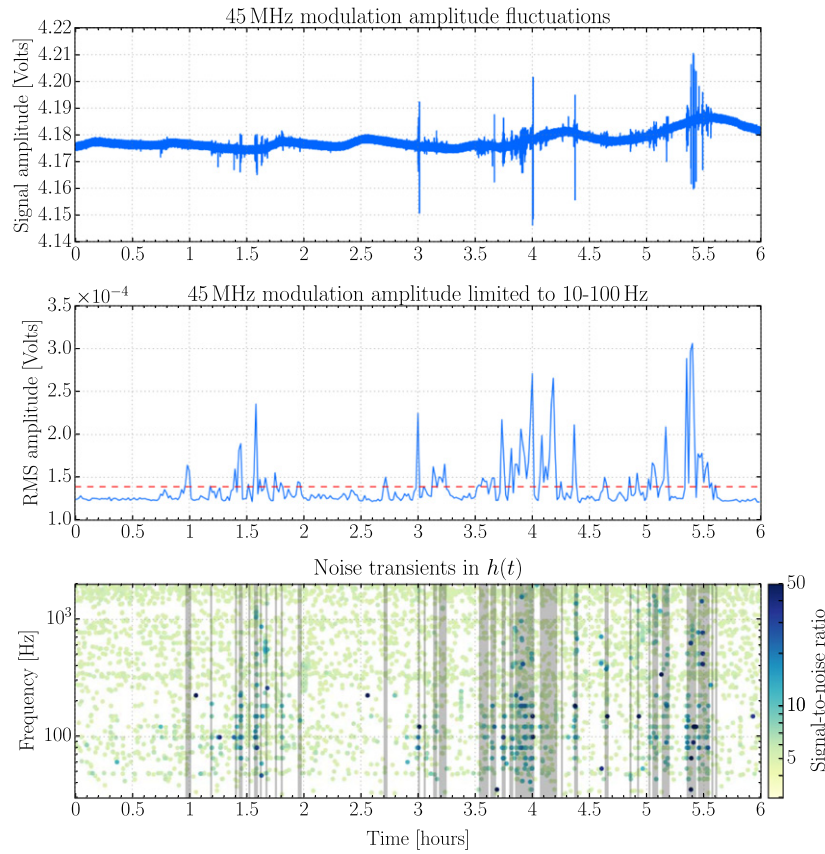 45 MHz modulation amplitude fluctuations
Signal amplitude [Volts]
4.22
4.21
4.20
4.19
4.18
4.17
4.16
4.15
4.14
0 0.5 1 1.5 2 2.5 3 3.5 4 4.5 5 5.5 6
×10⁻⁴ 45 MHz modulation amplitude limited to 10-100 Hz
RMS amplitude [Volts]
3.5
3.0
2.5
2.0
1.5
1.0
0 0.5 1 1.5 2 2.5 3 3.5 4 4.5 5 5.5 6
Noise transients in h(t)
Frequency [Hz]
10³
100
0 0.5 1 1.5 2 2.5 3 3.5 4 4.5 5 5.5 6
Time [hours]
50
10
5
Signal-to-noise ratio